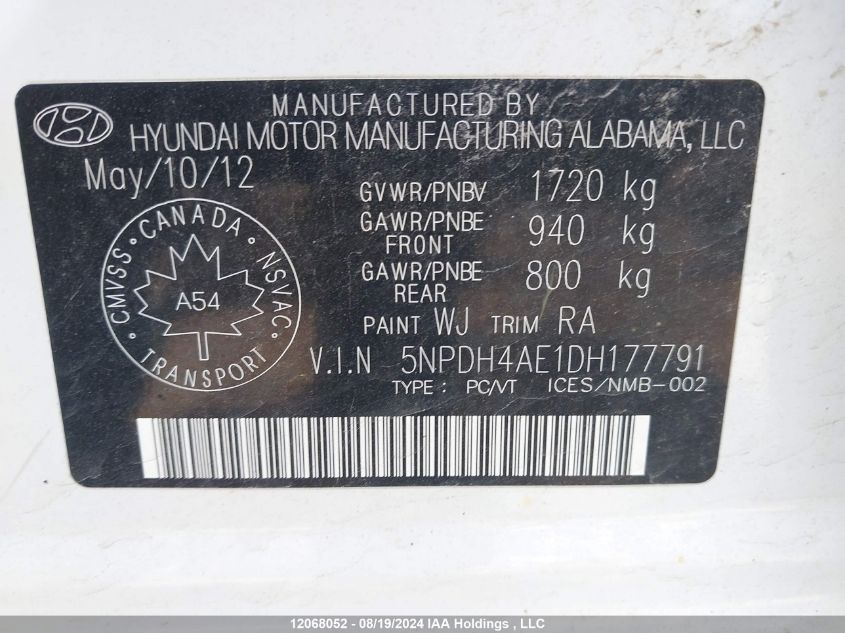 MANUFACTURED BY
HYUNDAI MOTOR MANUFACTURING ALABAMA, LLC
May/10/12
GVWR/PNBV 1720 kg
GAWR/PNBE FRONT 940 kg
GAWR/PNBE REAR 800 kg
PAINT WJ TRIM RA
V.I.N 5NPDH4AE1DH177791
TYPE : PC/VT ICES/NMB-002
CMVSS • CANADA • NSVAC • TRANSPORT •
A54
12068052 - 08/19/2024 IAA Holdings , LLC